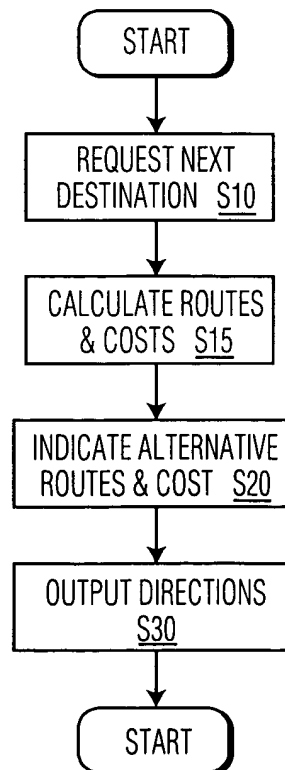 START
REQUEST NEXT
DESTINATION S10
CALCULATE ROUTES
& COSTS S15
INDICATE ALTERNATIVE
ROUTES & COST S20
OUTPUT DIRECTIONS
S30
START